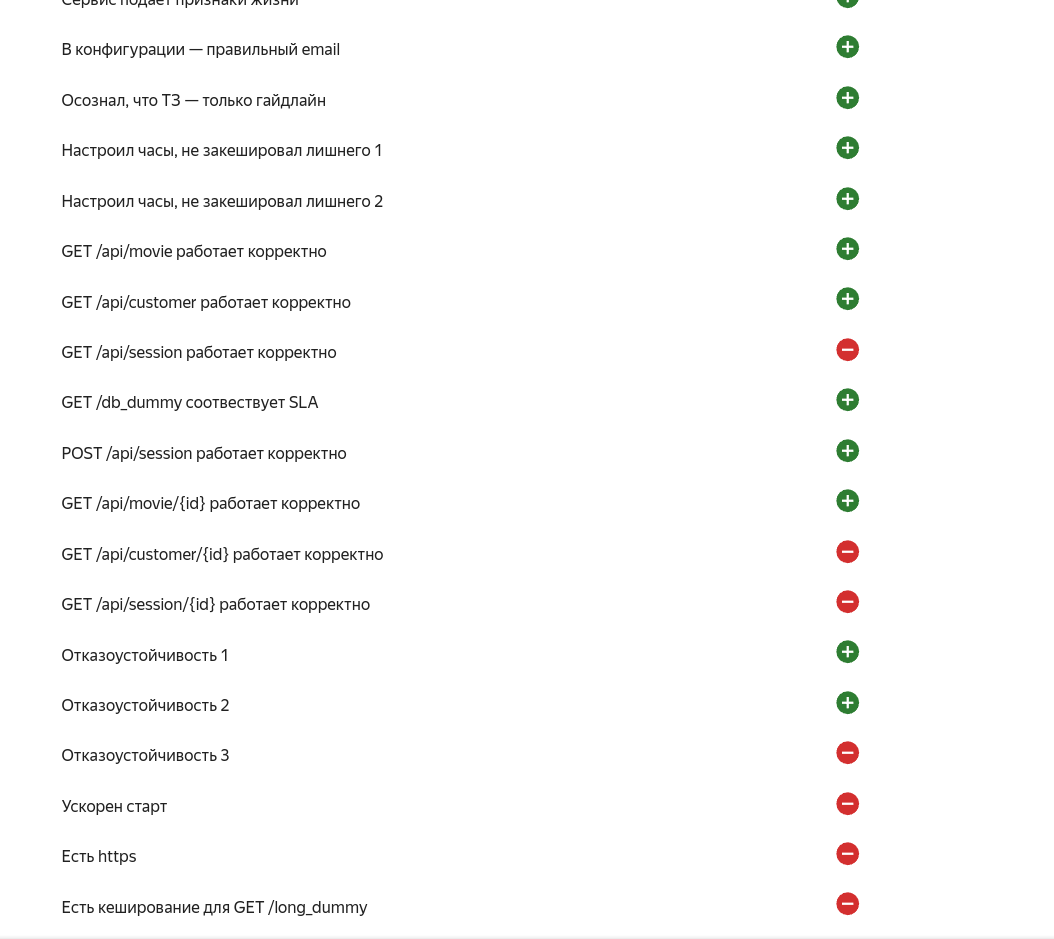 Сервис подает признаки жизни
В конфигурации — правильный email
Осознал, что ТЗ — только гайдлайн
Настроил часы, не закешировал лишнего 1
Настроил часы, не закешировал лишнего 2
GET /api/movie работает корректно
GET /api/customer работает корректно
GET /api/session работает корректно
GET /db_dummy соотвествует SLA
POST /api/session работает корректно
GET /api/movie/{id} работает корректно
GET /api/customer/{id} работает корректно
GET /api/session/{id} работает корректно
Отказоустойчивость 1
Отказоустойчивость 2
Отказоустойчивость 3
Ускорен старт
Есть https
Есть кеширование для GET /long_dummy